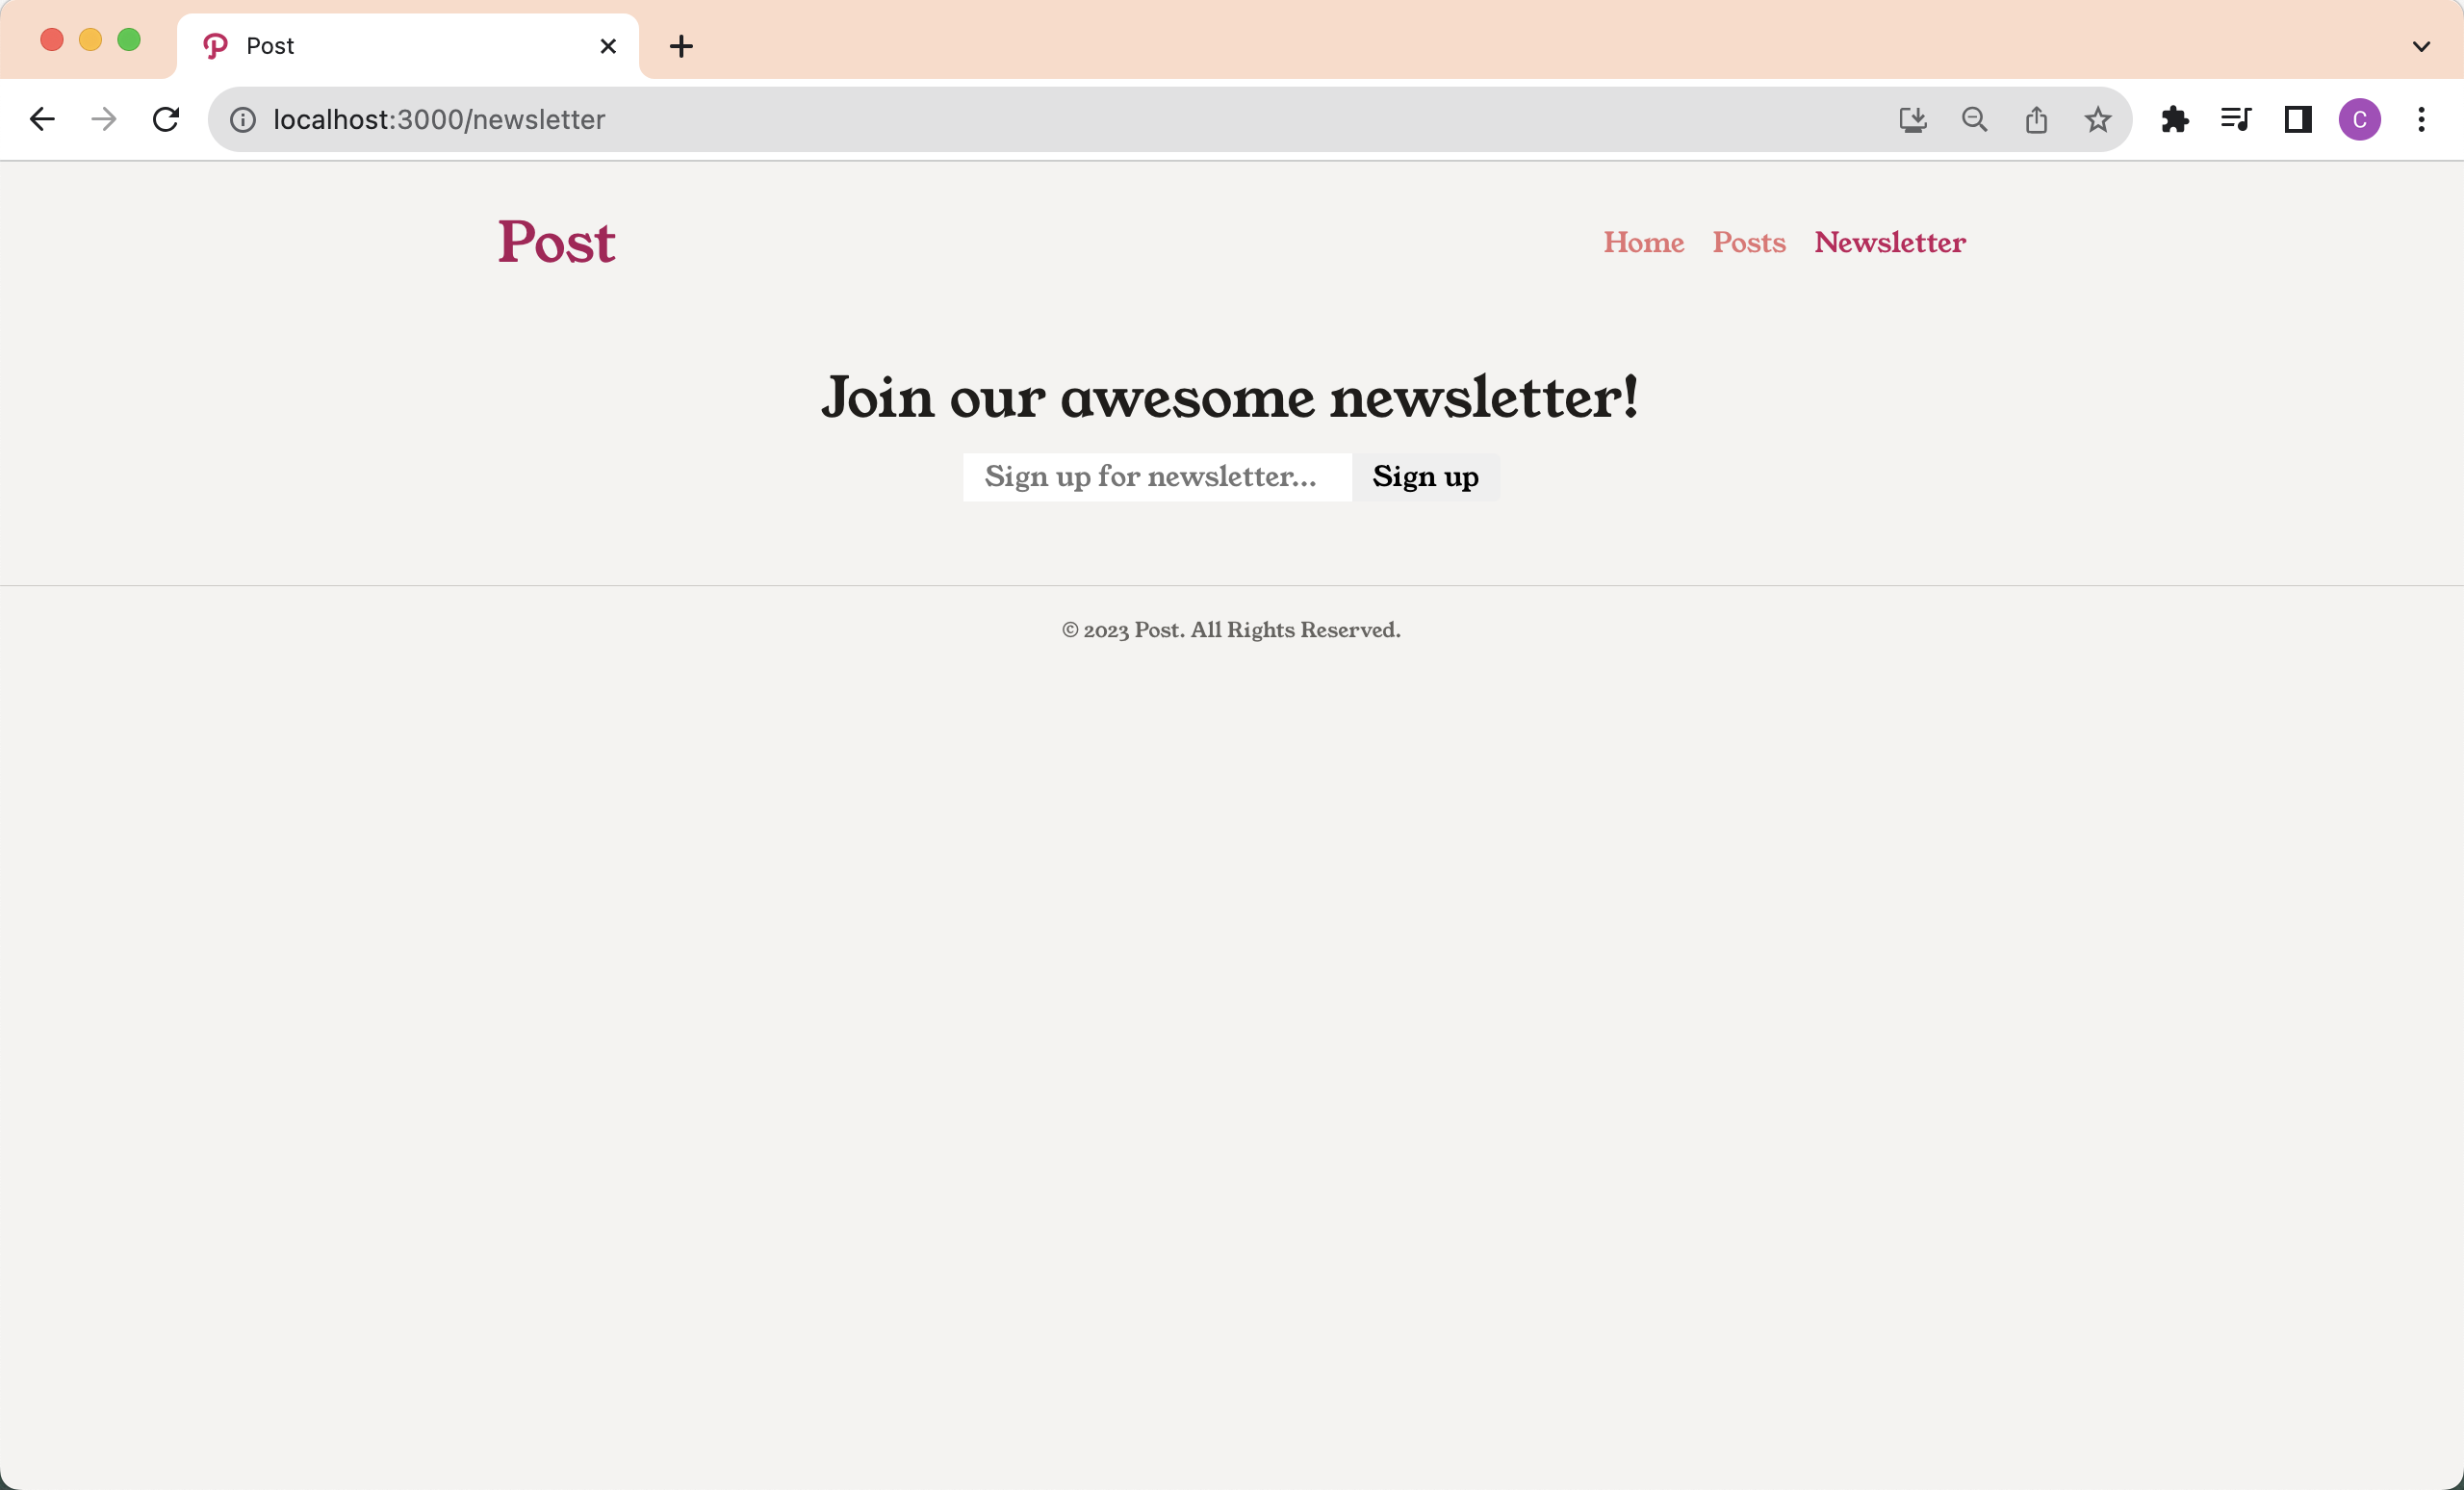 Post
localhost:3000/newsletter
C
Post
Home Posts Newsletter
Join our awesome newsletter!
Sign up for newsletter... Sign up
© 2023 Post. All Rights Reserved.